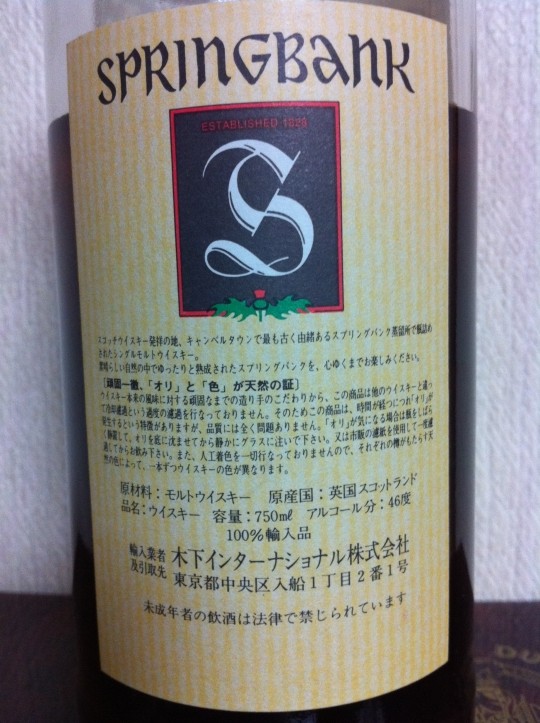 SPRINGBANK
ESTABLISHED 1828
S
スコッチウイスキー発祥の地、キャンベルタウンで最も古く由緒あるスプリングバンク蒸留所で瓶詰め
されたシングルモルトウイスキー。
素晴らしい自然の中でゆったりと熟成されたスプリングバンクを、心ゆくまでお楽しみください。
〔頑固一徹、「オリ」と「色」が天然の証〕
ウイスキー本来の風味に対する頑固なまでの造り手のこだわりから、この商品は他のウイスキーと違っ
て冷却濾過という過度の濾過を行なっておりません。そのためこの商品は、時間が経つにつれ「オリ」が
発生するという特徴がありますが、品質には全く問題ありません。「オリ」が気になる場合は瓶をしばら
く静置して、オリを底に沈ませてから静かにグラスに注いで下さい。又は市販の濾紙を使用して一度濾
過してからお飲み下さい。また、人工着色を一切行なっておりませんので、それぞれの樽がもたらす天
然の色によって、一本ずつウイスキーの色が異なります。
原材料：モルトウイスキー　原産国：英国スコットランド
品名：ウイスキー　容量：750mℓ　アルコール分：46度
100%輸入品
輸入業者及引取先 木下インターナショナル株式会社
東京都中央区入船1丁目2番1号
未成年者の飲酒は法律で禁じられています